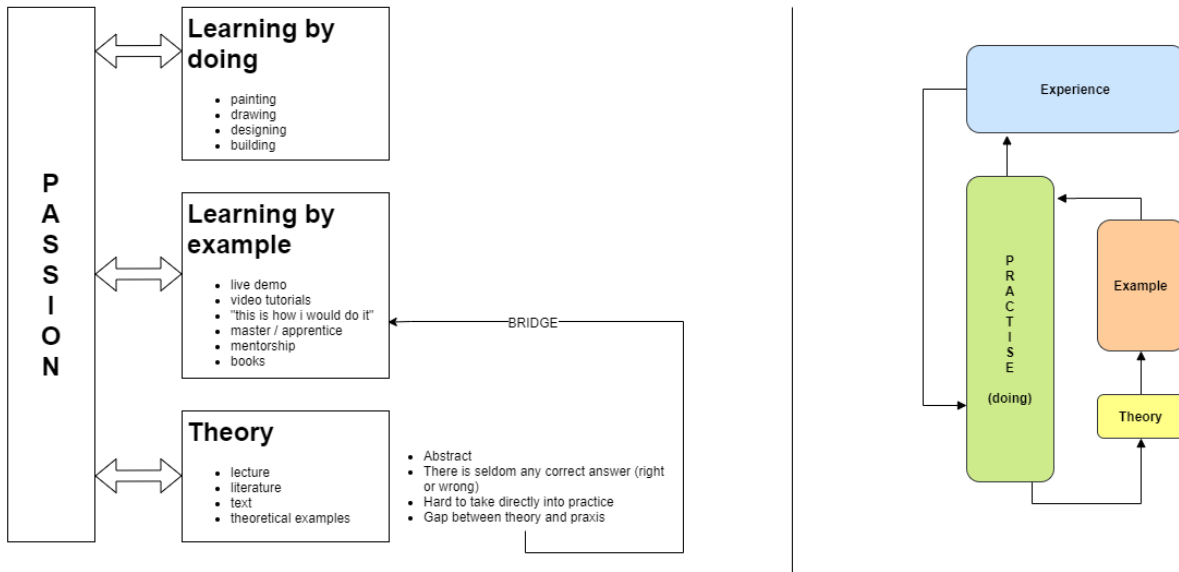 P
A
S
S
I
O
N
Learning by
doing
painting
drawing
designing
building
Learning by
example
live demo
video tutorials
"this is how i would do it"
master / apprentice
mentorship
books
BRIDGE
Theory
lecture
literature
text
theoretical examples
Abstract
There is seldom any correct answer (right
or wrong)
Hard to take directly into practice
Gap between theory and praxis
Experience
P
R
A
C
T
I
S
E
(doing)
Example
Theory